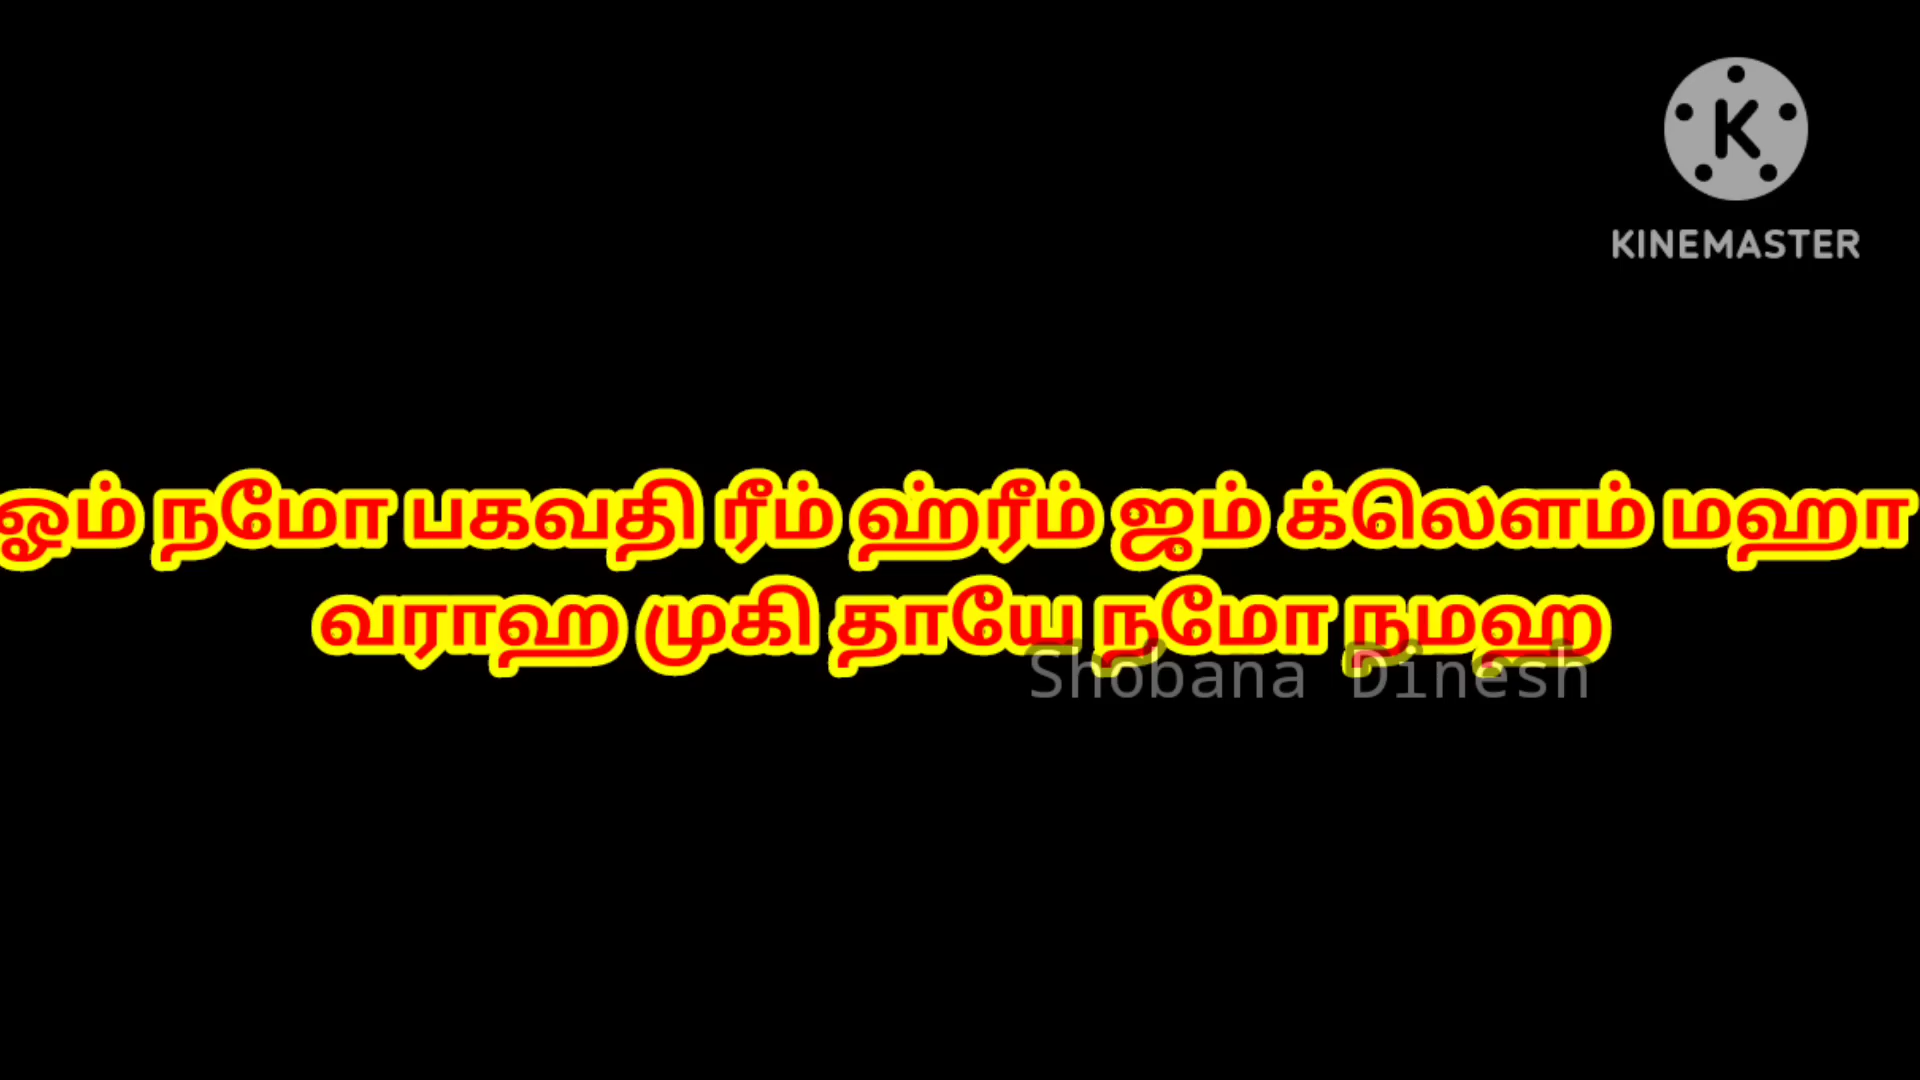 KINEMASTER
ஓம் நமோ பகவதி ரீம் ஹ்ரீம் ஜம் க்லௌம் மஹா
வராஹ முகி தாயே நமோ நமஹ
Shobana Dinesh